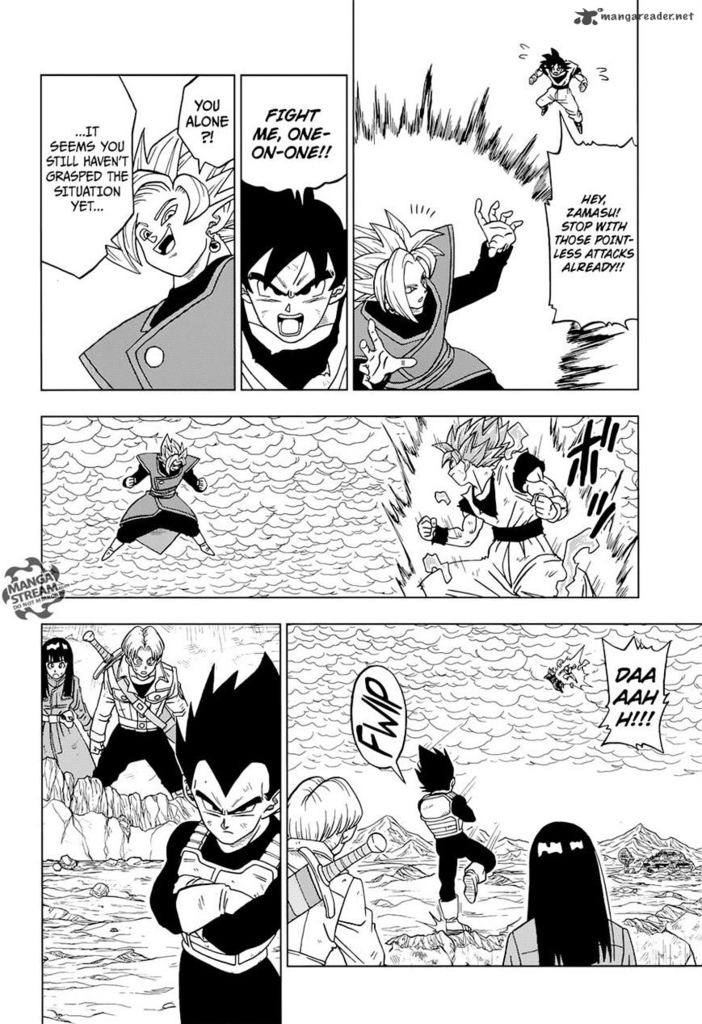 mangareader.net
HEY,
ZAMASU!
STOP WITH
THOSE POINT-
LESS ATTACKS
ALREADY!!
FIGHT
ME, ONE-
ON-ONE!!
YOU
ALONE
?!
...IT
SEEMS YOU
STILL HAVEN'T
GRASPED THE
SITUATION
YET...
MANGA
STREAM
DAA
AAAH
H!!!
FWIP